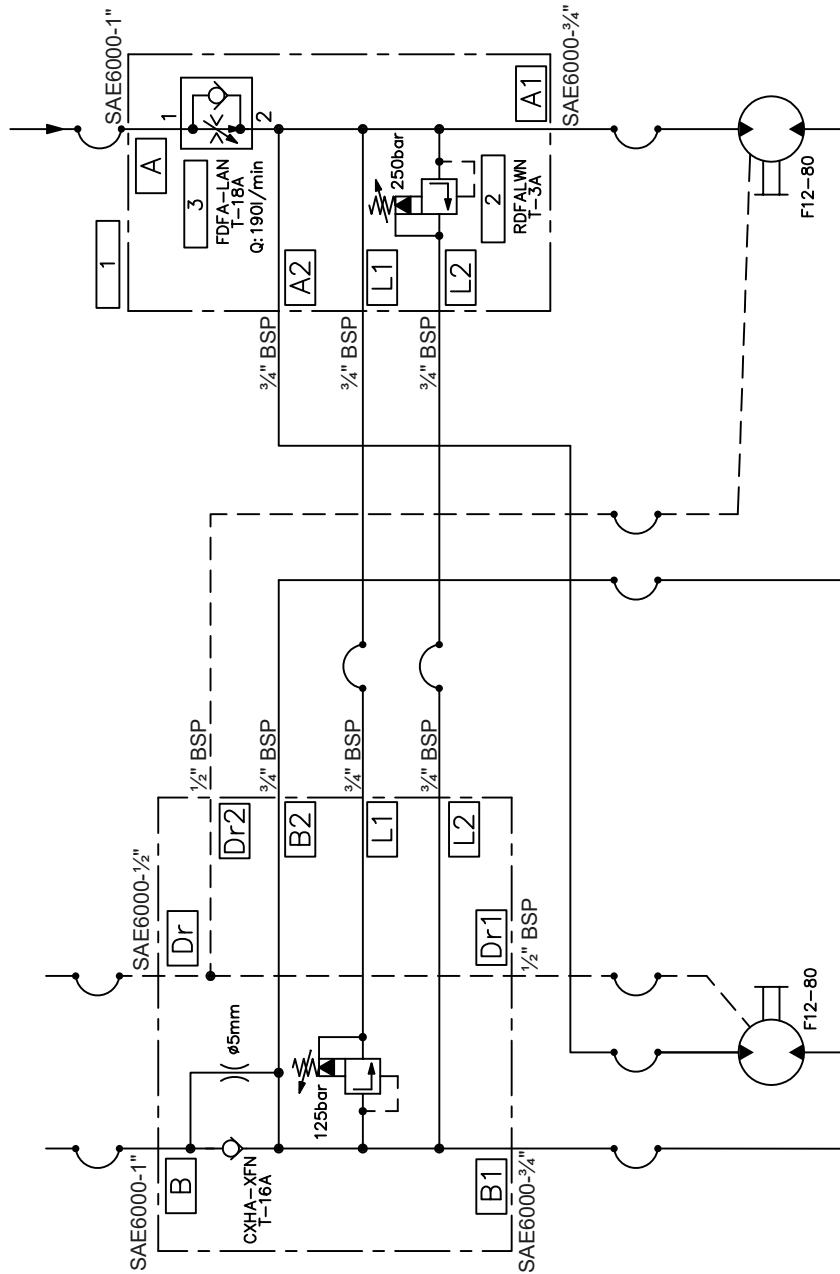 SAE6000-1"
A
1
2
3
FDFA-LAN
T-18A
Q:190l/min
1
A2
L1
L2
250bar
2
RDFALWN
T-3A
A1
SAE6000-¾"
¾" BSP
¾" BSP
¾" BSP
F12-80
½" BSP
¾" BSP
¾" BSP
¾" BSP
SAE6000-½"
Dr
Dr2
B2
L1
L2
Dr1
½" BSP
ø5mm
125bar
SAE6000-1"
B
CXHA-XFN
T-16A
B1
SAE6000-¾"
F12-80